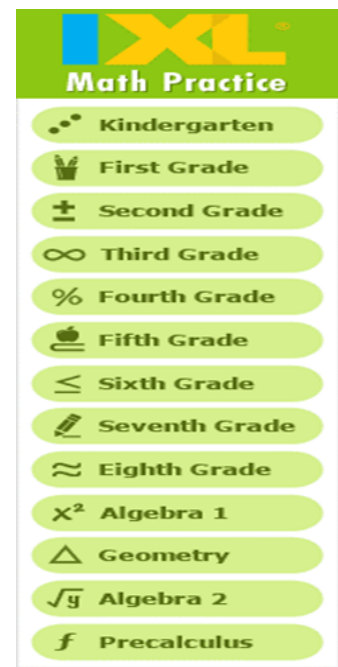 IXL®
Math Practice
Kindergarten
First Grade
± Second Grade
∞ Third Grade
% Fourth Grade
Fifth Grade
≤ Sixth Grade
Seventh Grade
≈ Eighth Grade
x² Algebra 1
△ Geometry
√y Algebra 2
f Precalculus